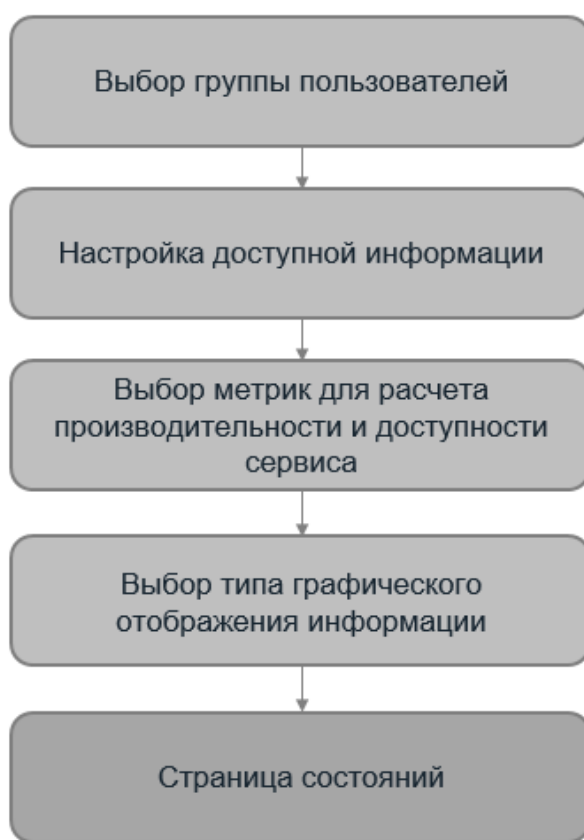 Выбор группы пользователей
Настройка доступной информации
Выбор метрик для расчета
производительности и доступности
сервиса
Выбор типа графического
отображения информации
Страница состояний